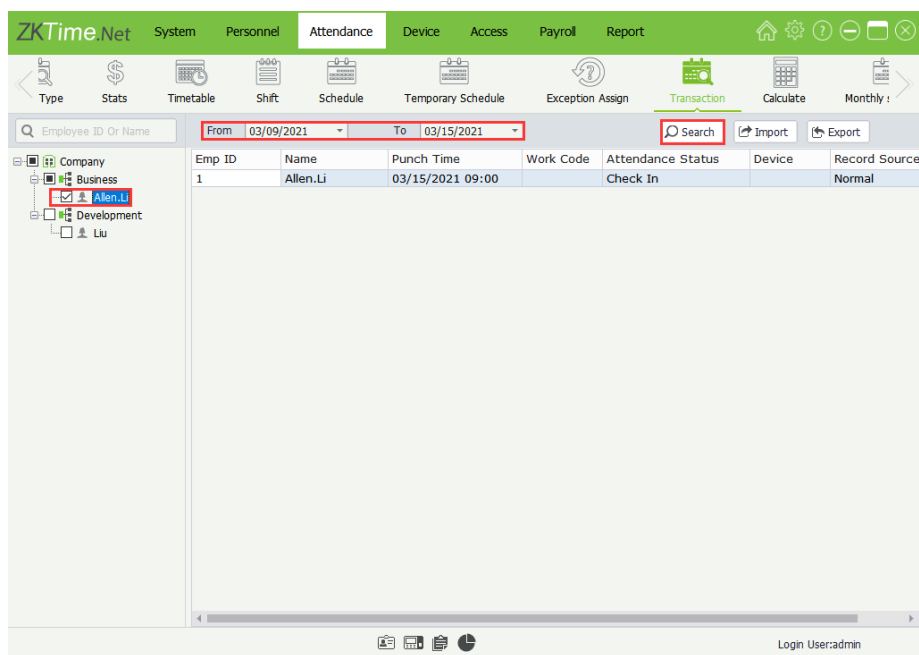 ZKTime.Net System Personnel Attendance Device Access Payroll Report
Type Stats Timetable Shift Schedule Temporary Schedule Exception Assign Transaction Calculate Monthly
Employee ID Or Name From 03/09/2021 To 03/15/2021 Search Import Export
Company
Business
Allen.Li
Development
Liu
Emp ID Name Punch Time Work Code Attendance Status Device Record Source
1 Allen.Li 03/15/2021 09:00 Check In Normal
Login User:admin